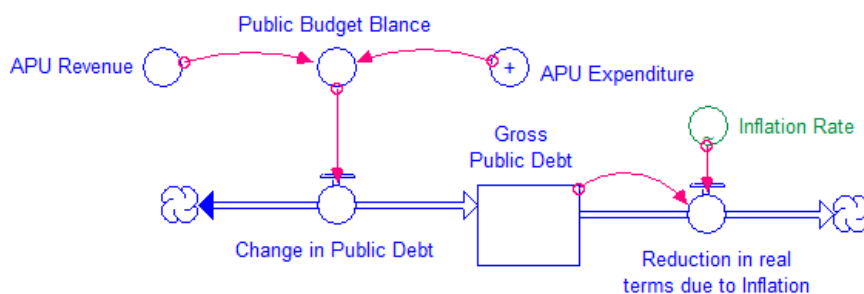 Public Budget Blance
APU Revenue
+
APU Expenditure
Inflation Rate
~
Gross
Public Debt
Change in Public Debt
Reduction in real
terms due to Inflation